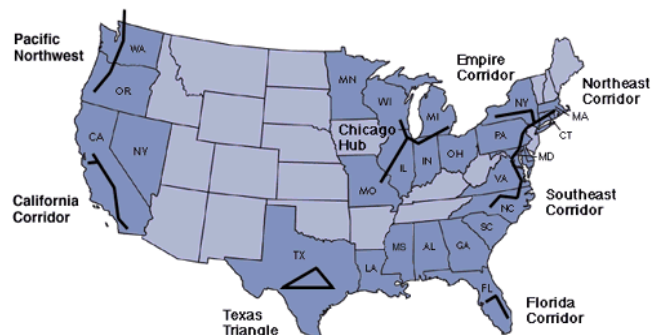 Pacific
Northwest
WA
OR
CA
NV
California
Corridor
MN
WI
MI
Chicago
Hub
IL
IN
OH
MO
Empire
Corridor
NY
PA
Northeast
Corridor
MA
CT
MD
VA
NC
SC
Southeast
Corridor
TX
LA
MS
AL
GA
FL
Texas
Triangle
Florida
Corridor